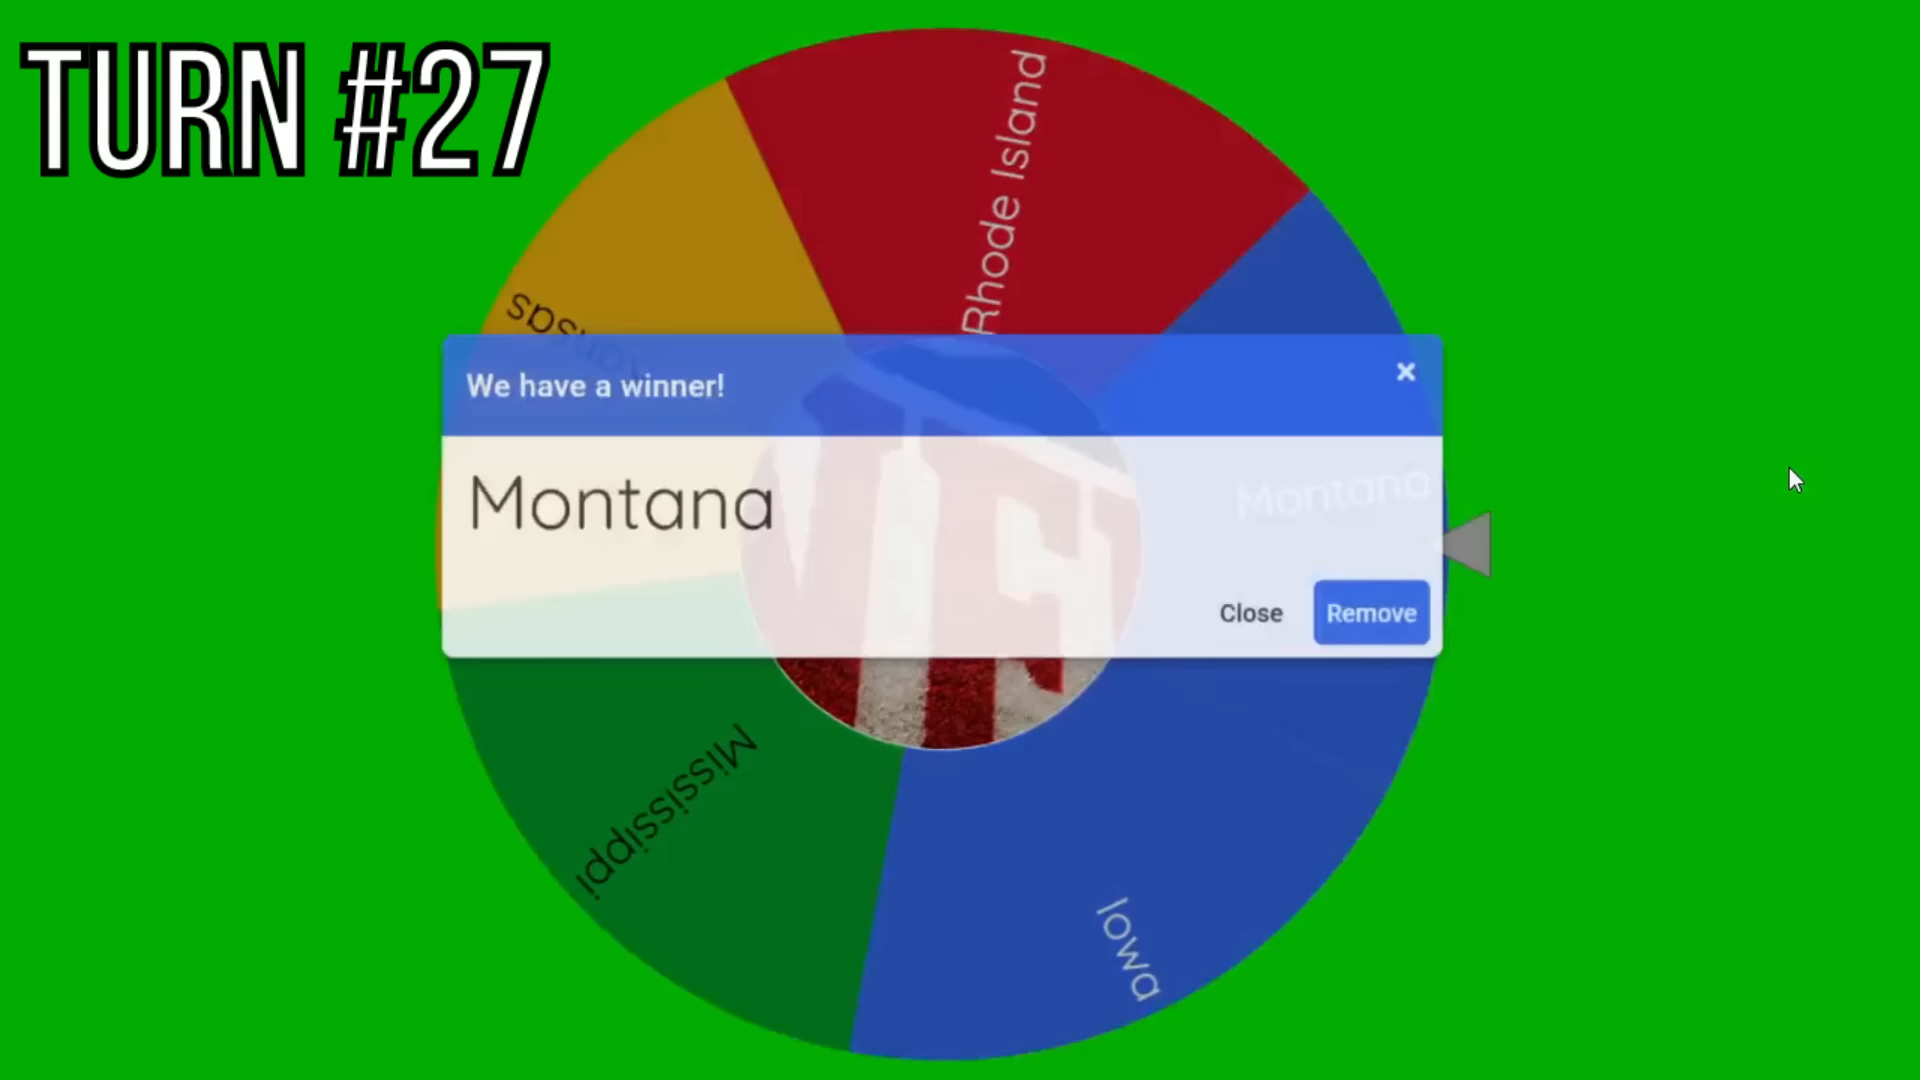 TURN #27
Rhode Island
We have a winner!
Montana
Montana
Close
Remove
Mississippi
Iowa